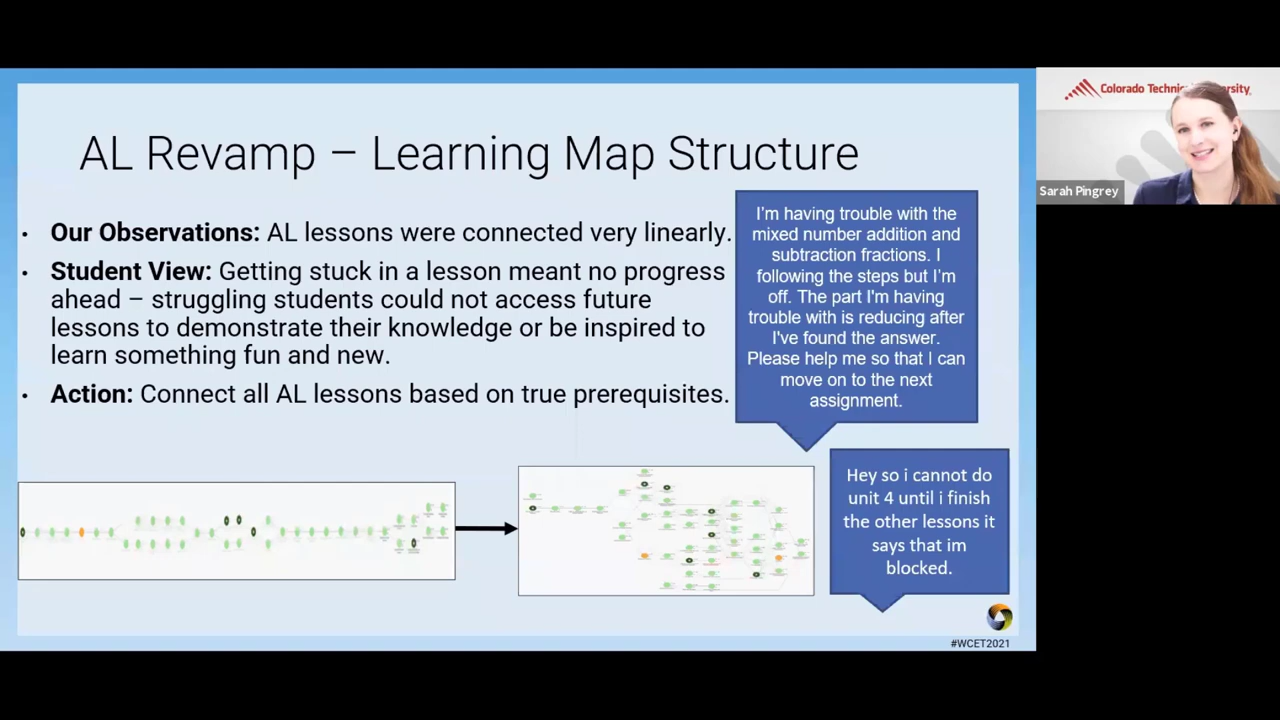 AL Revamp – Learning Map Structure
• Our Observations: AL lessons were connected very linearly.
• Student View: Getting stuck in a lesson meant no progress
ahead – struggling students could not access future
lessons to demonstrate their knowledge or be inspired to
learn something fun and new.
• Action: Connect all AL lessons based on true prerequisites.
I'm having trouble with the
mixed number addition and
subtraction fractions. I
following the steps but I'm
off. The part I'm having
trouble with is reducing after
I've found the answer.
Please help me so that I can
move on to the next
assignment.
Hey so i cannot do
unit 4 until i finish
the other lessons it
says that im
blocked.
#WCET2021
Colorado
Sarah Pingrey